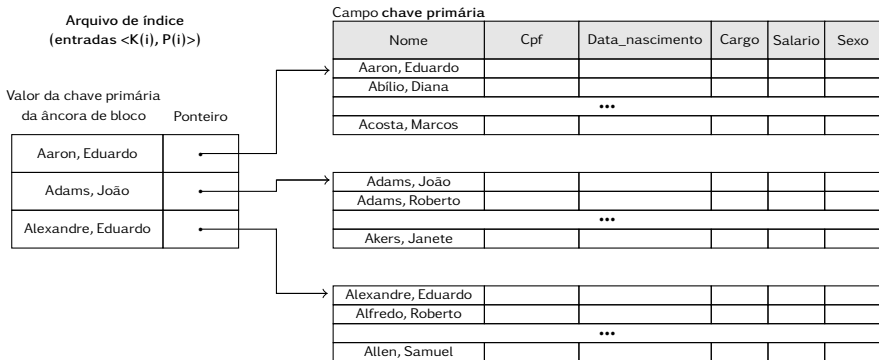 Arquivo de índice
(entradas <K(i), P(i)>)
Valor da chave primária
da âncora de bloco
Ponteiro
Aaron, Eduardo
Adams, João
Alexandre, Eduardo
Campo chave primária
Nome Cpf Data_nascimento Cargo Salario Sexo
Aaron, Eduardo
Abílio, Diana
•••
Acosta, Marcos
Adams, João
Adams, Roberto
•••
Akers, Janete
Alexandre, Eduardo
Alfredo, Roberto
•••
Allen, Samuel